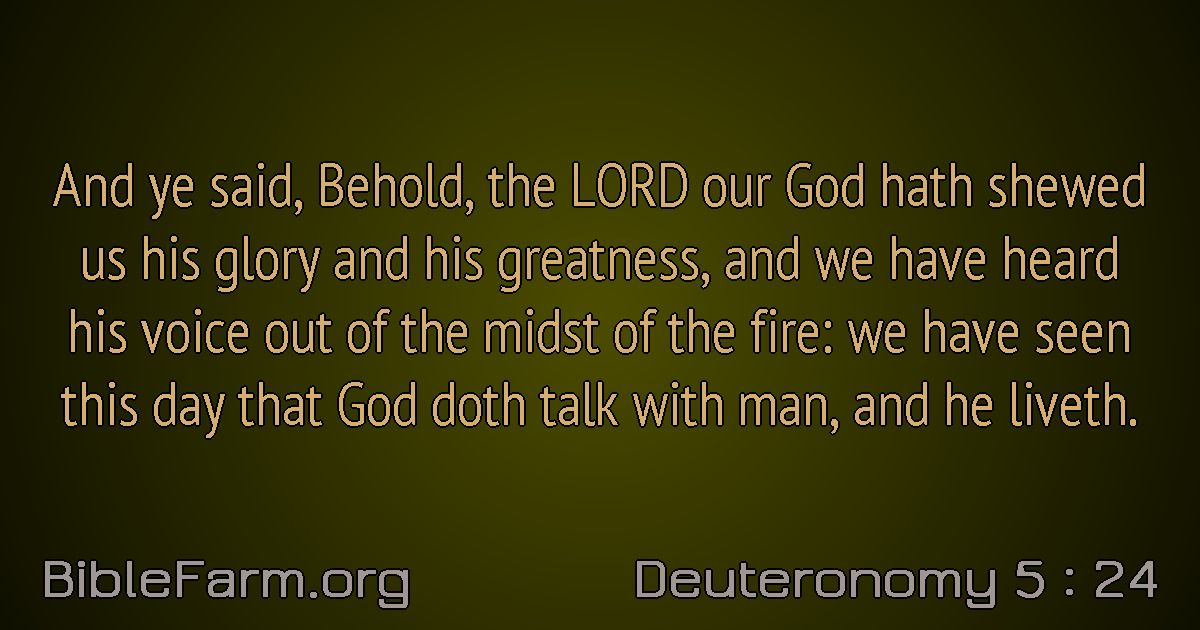 And ye said, Behold, the LORD our God hath shewed
us his glory and his greatness, and we have heard
his voice out of the midst of the fire: we have seen
this day that God doth talk with man, and he liveth.
BibleFarm.org
Deuteronomy 5 : 24